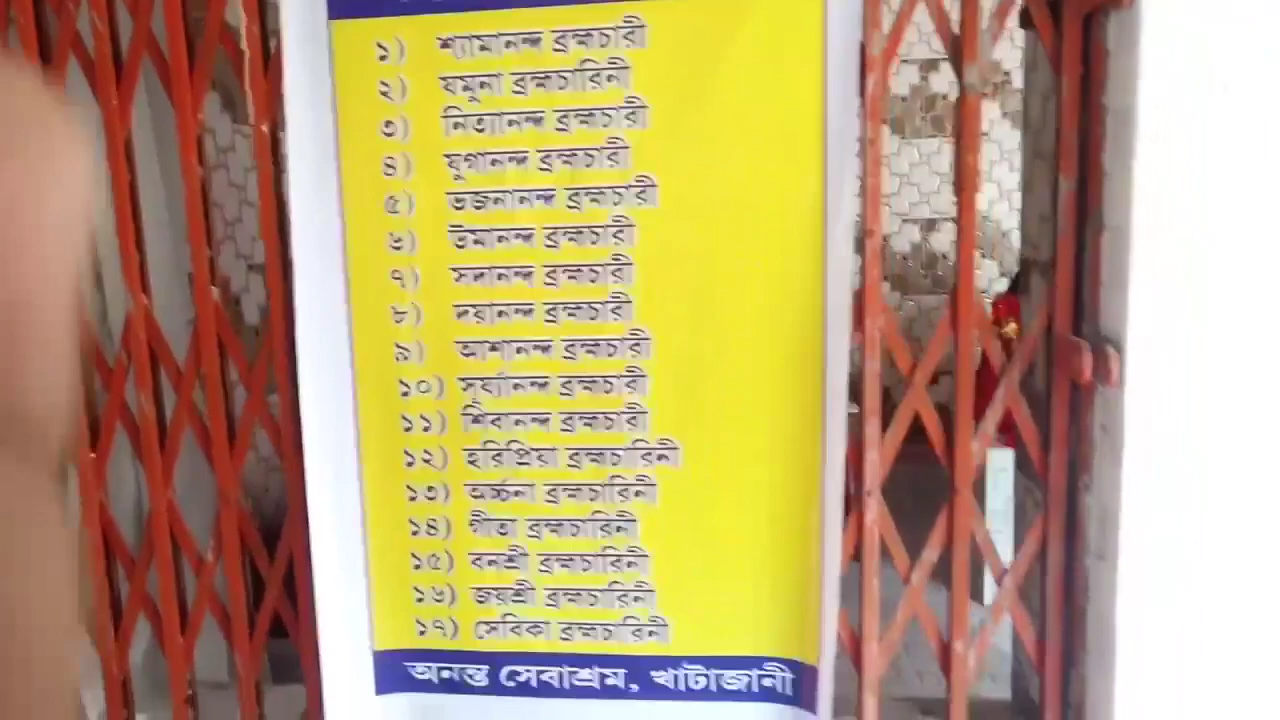 ১) শ্যামানন্দ ব্রহ্মচারী
২) যমুনা ব্রহ্মচারিনী
৩) নিত্যানন্দ ব্রহ্মচারী
৪) যুগানন্দ ব্রহ্মচারী
৫) ভজনানন্দ ব্রহ্মচারী
৬) উমানন্দ ব্রহ্মচারী
৭) সদানন্দ ব্রহ্মচারী
৮) দয়ানন্দ ব্রহ্মচারী
৯) আশানন্দ ব্রহ্মচারী
১০) সূর্য্যানন্দ ব্রহ্মচারী
১১) শিবানন্দ ব্রহ্মচারী
১২) হরিপ্রিয়া ব্রহ্মচারিনী
১৩) অর্চ্চনা ব্রহ্মচারিনী
১৪) গীতা ব্রহ্মচারিনী
১৫) বনশ্রী ব্রহ্মচারিনী
১৬) জয়শ্রী ব্রহ্মচারিনী
১৭) সেবিকা ব্রহ্মচারিনী
অনন্ত সেবাশ্রম, খাটাজানী